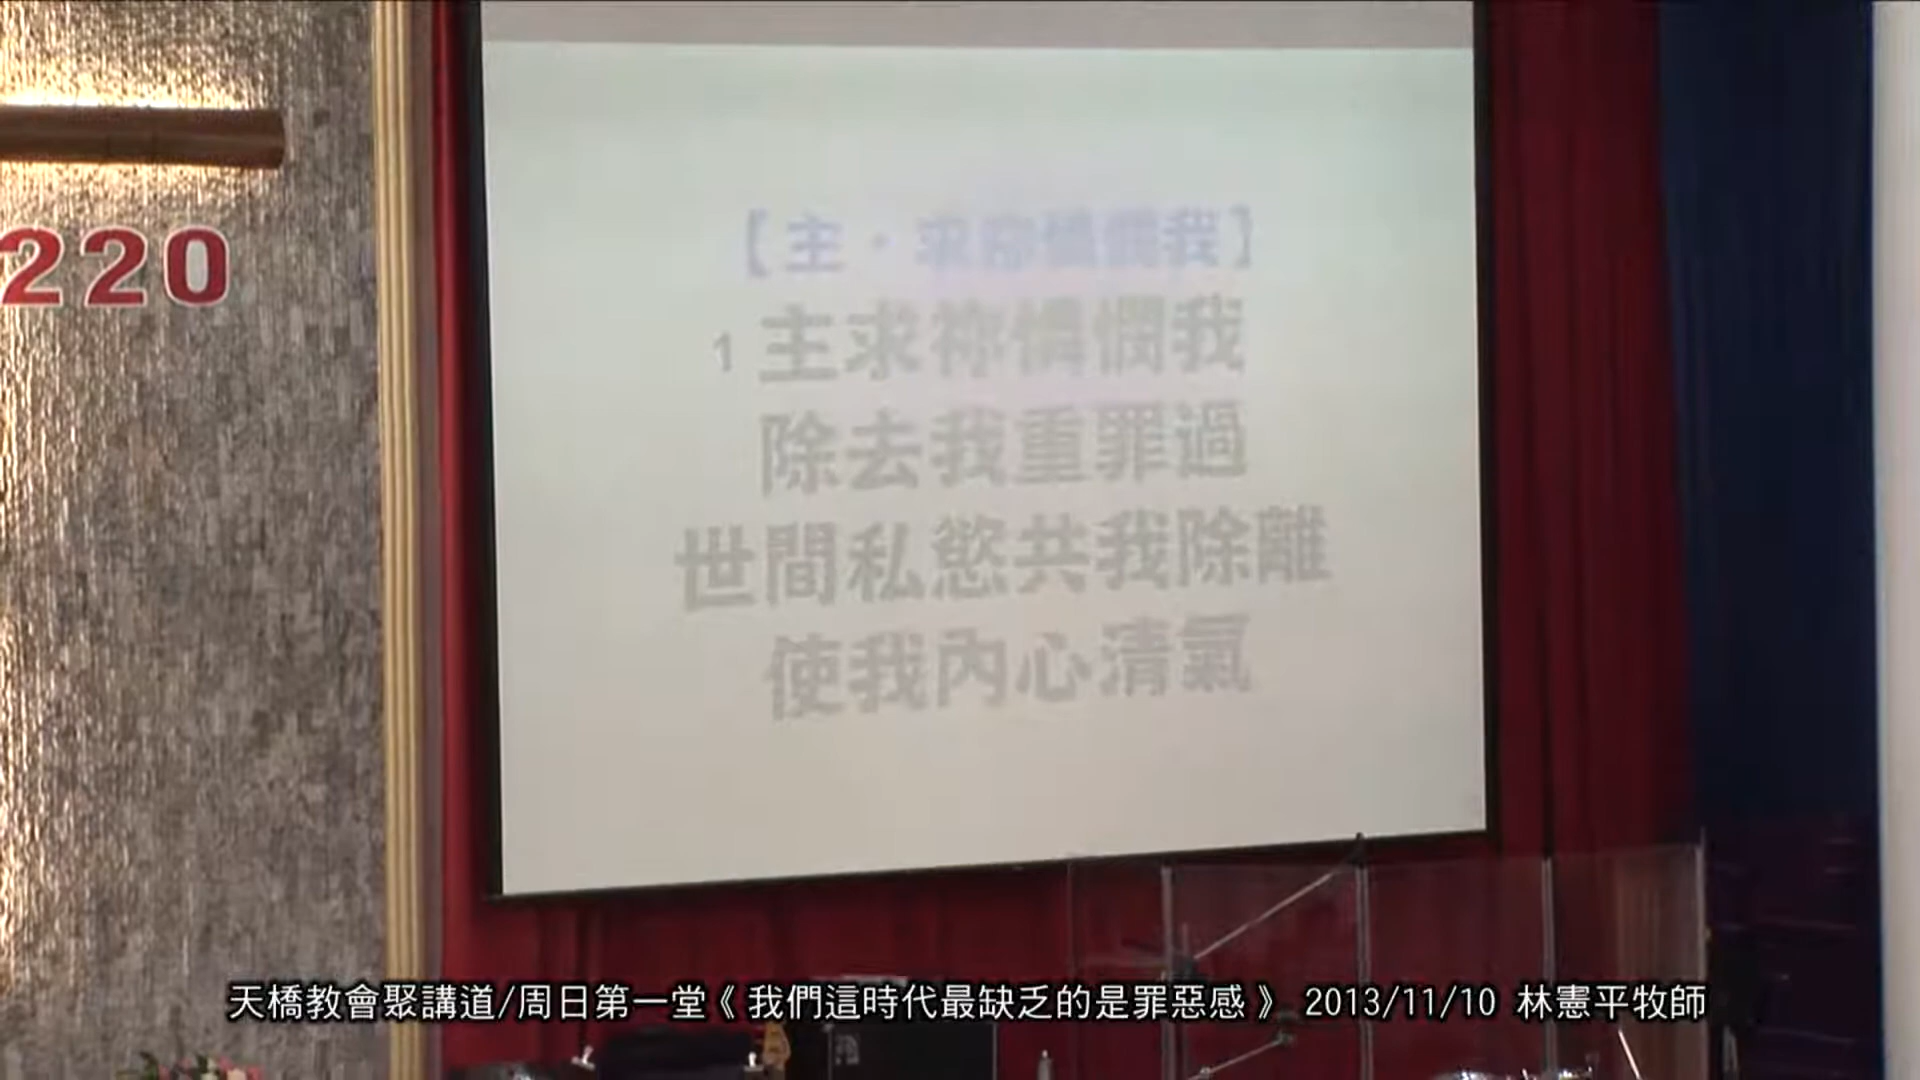 220
【主．求祢憐憫我】
1 主求祢憐憫我
除去我重罪過
世間私慾共我除離
使我內心清氣
天橋教會聚講道/周日第一堂《我們這時代最缺乏的是罪惡感》 2013/11/10 林憲平牧師